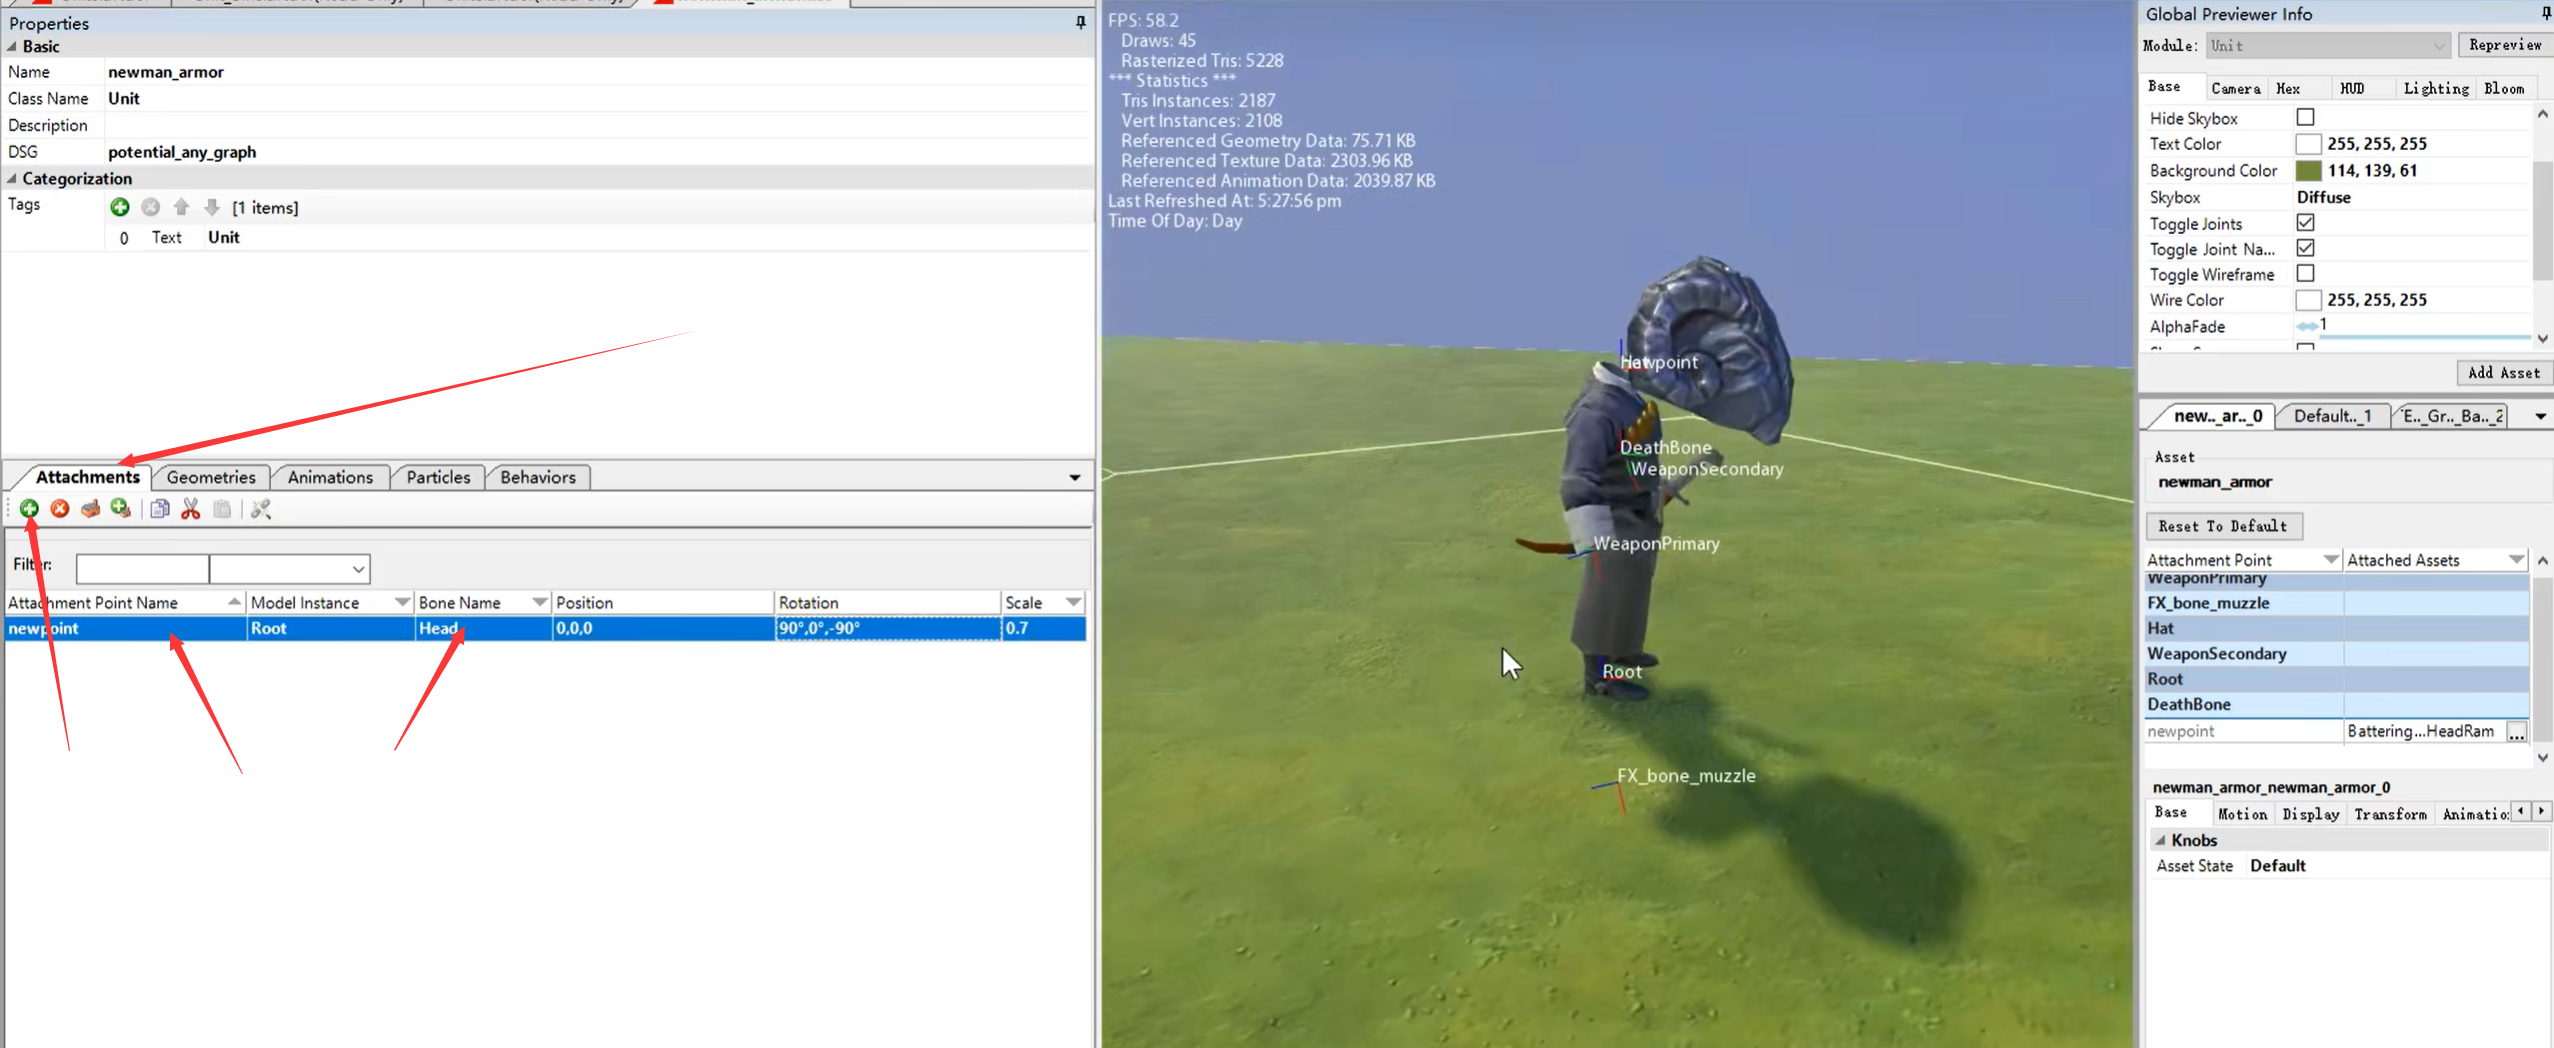 Properties
Basic
Name newman_armor
Class Name Unit
Description
DSG potential_any_graph
Categorization
Tags [1 items]
0 Text Unit
Attachments Geometries Animations Particles Behaviors
Filter:
Attachment Point Name Model Instance Bone Name Position Rotation Scale
newpoint Root Head 0,0,0 90°,0°,-90° 0.7
FPS: 58.2
Draws: 45
Rasterized Tris: 5228
*** Statistics ***
Tris Instances: 2187
Vert Instances: 2108
Referenced Geometry Data: 75.71 KB
Referenced Texture Data: 2303.96 KB
Referenced Animation Data: 2039.87 KB
Last Refreshed At: 5:27:56 pm
Time Of Day: Day
DeathBone
WeaponSecondary
WeaponPrimary
Root
FX_bone_muzzle
Global Previewer Info
Module: Unit Repreview
Base Camera Hex HUD Lighting Bloom
Hide Skybox
Text Color 255, 255, 255
Background Color 114, 139, 61
Skybox Diffuse
Toggle Joints
Toggle Joint Na...
Toggle Wireframe
Wire Color 255, 255, 255
AlphaFade 1
Add Asset
new.._ar.._0 Default.._1 E.._Gr.._Ba.._2
Asset
newman_armor
Reset To Default
Attachment Point Attached Assets
WeaponPrimary
FX_bone_muzzle
Hat
WeaponSecondary
Root
DeathBone
newpoint Battering...HeadRam ...
newman_armor_newman_armor_0
Base Motion Display Transform Animatio
Knobs
Asset State Default